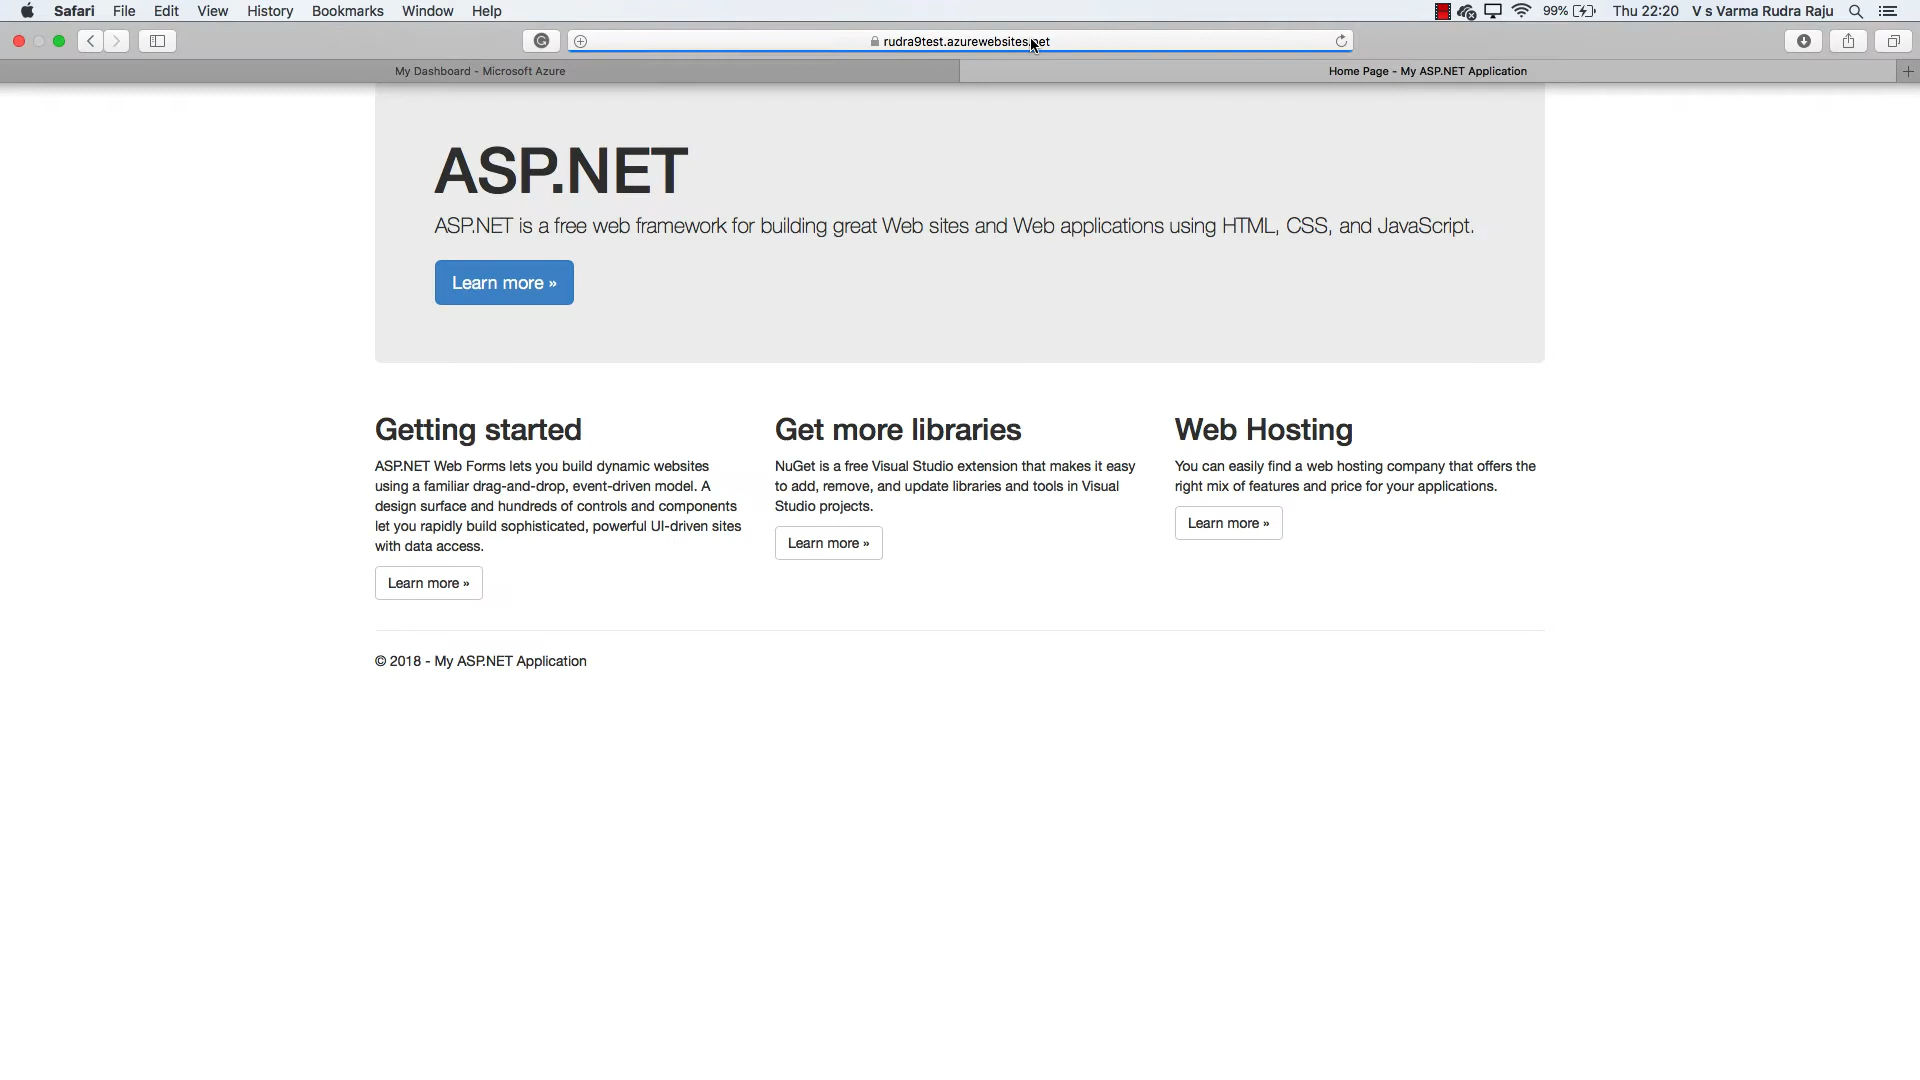 Safari File Edit View History Bookmarks Window Help 99% Thu 22:20 V s Varma Rudra Raju
rudra9test.azurewebsites.net
My Dashboard - Microsoft Azure
Home Page - My ASP.NET Application
ASP.NET
ASP.NET is a free web framework for building great Web sites and Web applications using HTML, CSS, and JavaScript.
Learn more »
Getting started
ASP.NET Web Forms lets you build dynamic websites
using a familiar drag-and-drop, event-driven model. A
design surface and hundreds of controls and components
let you rapidly build sophisticated, powerful UI-driven sites
with data access.
Learn more »
Get more libraries
NuGet is a free Visual Studio extension that makes it easy
to add, remove, and update libraries and tools in Visual
Studio projects.
Learn more »
Web Hosting
You can easily find a web hosting company that offers the
right mix of features and price for your applications.
Learn more »
© 2018 - My ASP.NET Application